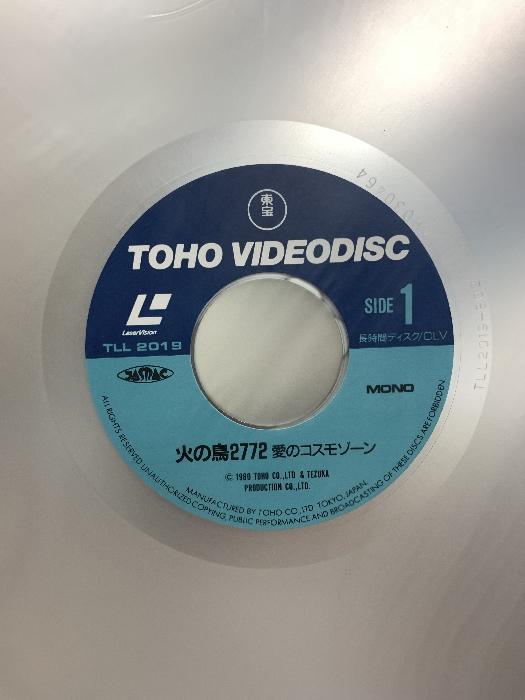 東宝
TOHO VIDEODISC
LaserVision
SIDE 1
TLL 2019
長時間ディスク/CLV
JASRAC
MONO
火の鳥2772 愛のコスモゾーン
© 1980 TOHO CO.,LTD & TEZUKA
PRODUCTION CO.,LTD.
MANUFACTURED BY TOHO CO.,LTD TOKYO, JAPAN.
ALL RIGHTS RESERVED UNAUTHORIZED COPYING, PUBLIC PERFORMANCE AND BROADCASTING OF THESE DISCS ARE FORBIDDEN